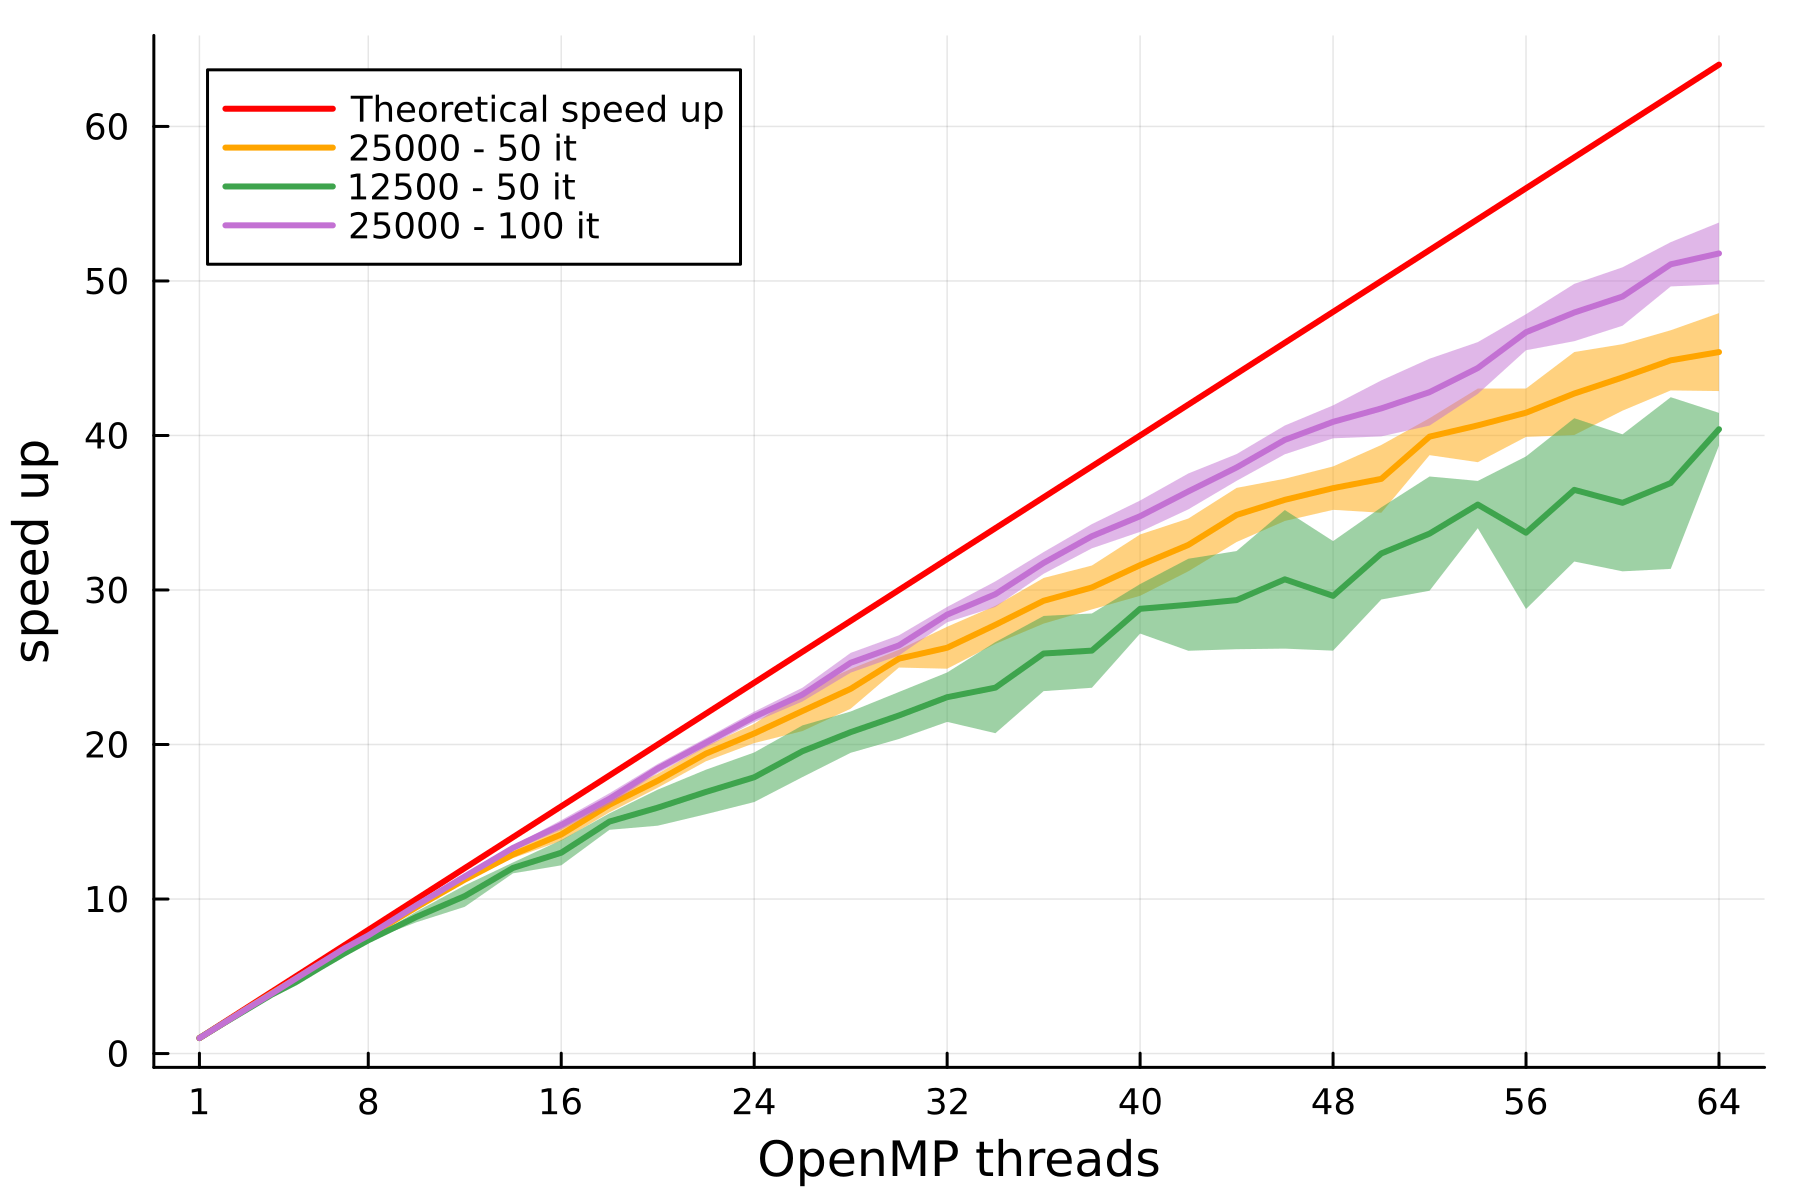 Theoretical speed up
25000 - 50 it
12500 - 50 it
25000 - 100 it
60
50
40
30
20
10
0
speed up
1 8 16 24 32 40 48 56 64
OpenMP threads